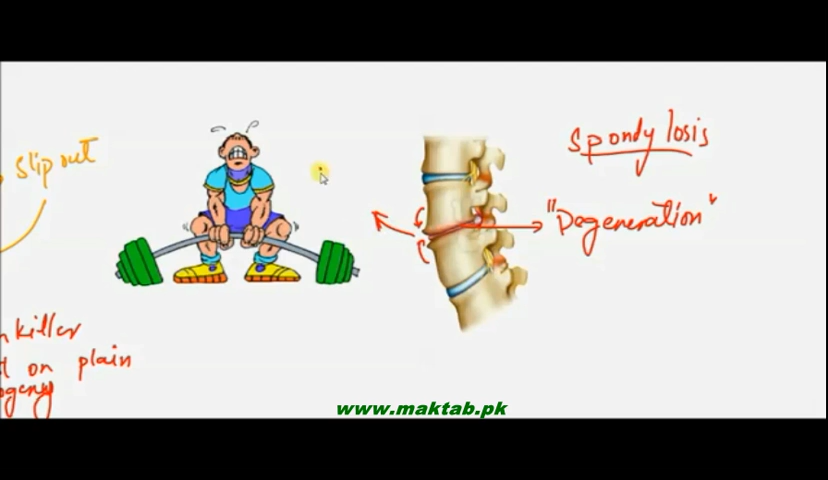 slip out
Spondylosis
"Degeneration"
killer
on plain
www.maktab.pk